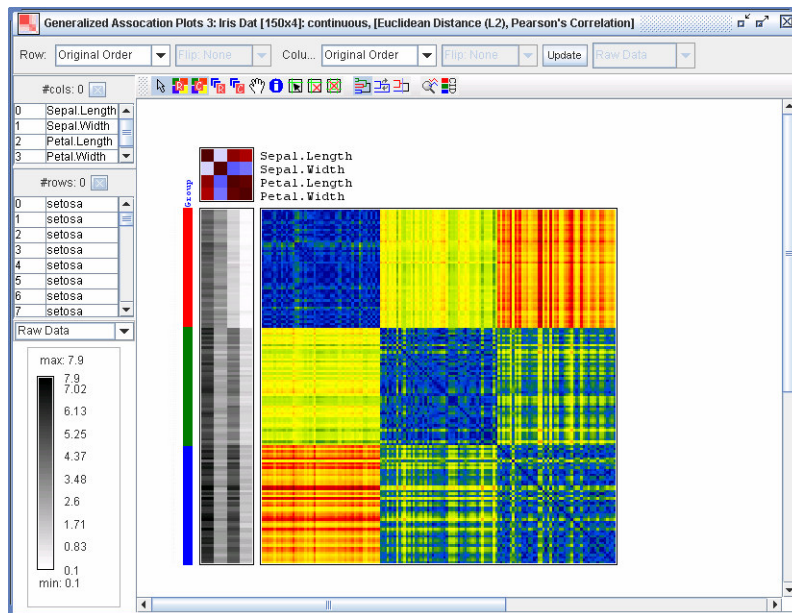 Generalized Assocation Plots 3: Iris Dat [150x4]: continuous, [Euclidean Distance (L2), Pearson's Correlation]
Row: Original Order Flip: None Colu... Original Order Flip: None Update Raw Data
#cols: 0
0 Sepal.Length
1 Sepal.Width
2 Petal.Length
3 Petal.Width
#rows: 0
0 setosa
1 setosa
2 setosa
3 setosa
4 setosa
5 setosa
6 setosa
7 setosa
Raw Data
max: 7.9
7.9
7.02
6.13
5.25
4.37
3.48
2.6
1.71
0.83
0.1
min: 0.1
R C R C
Group
Sepal.Length
Sepal.Width
Petal.Length
Petal.Width